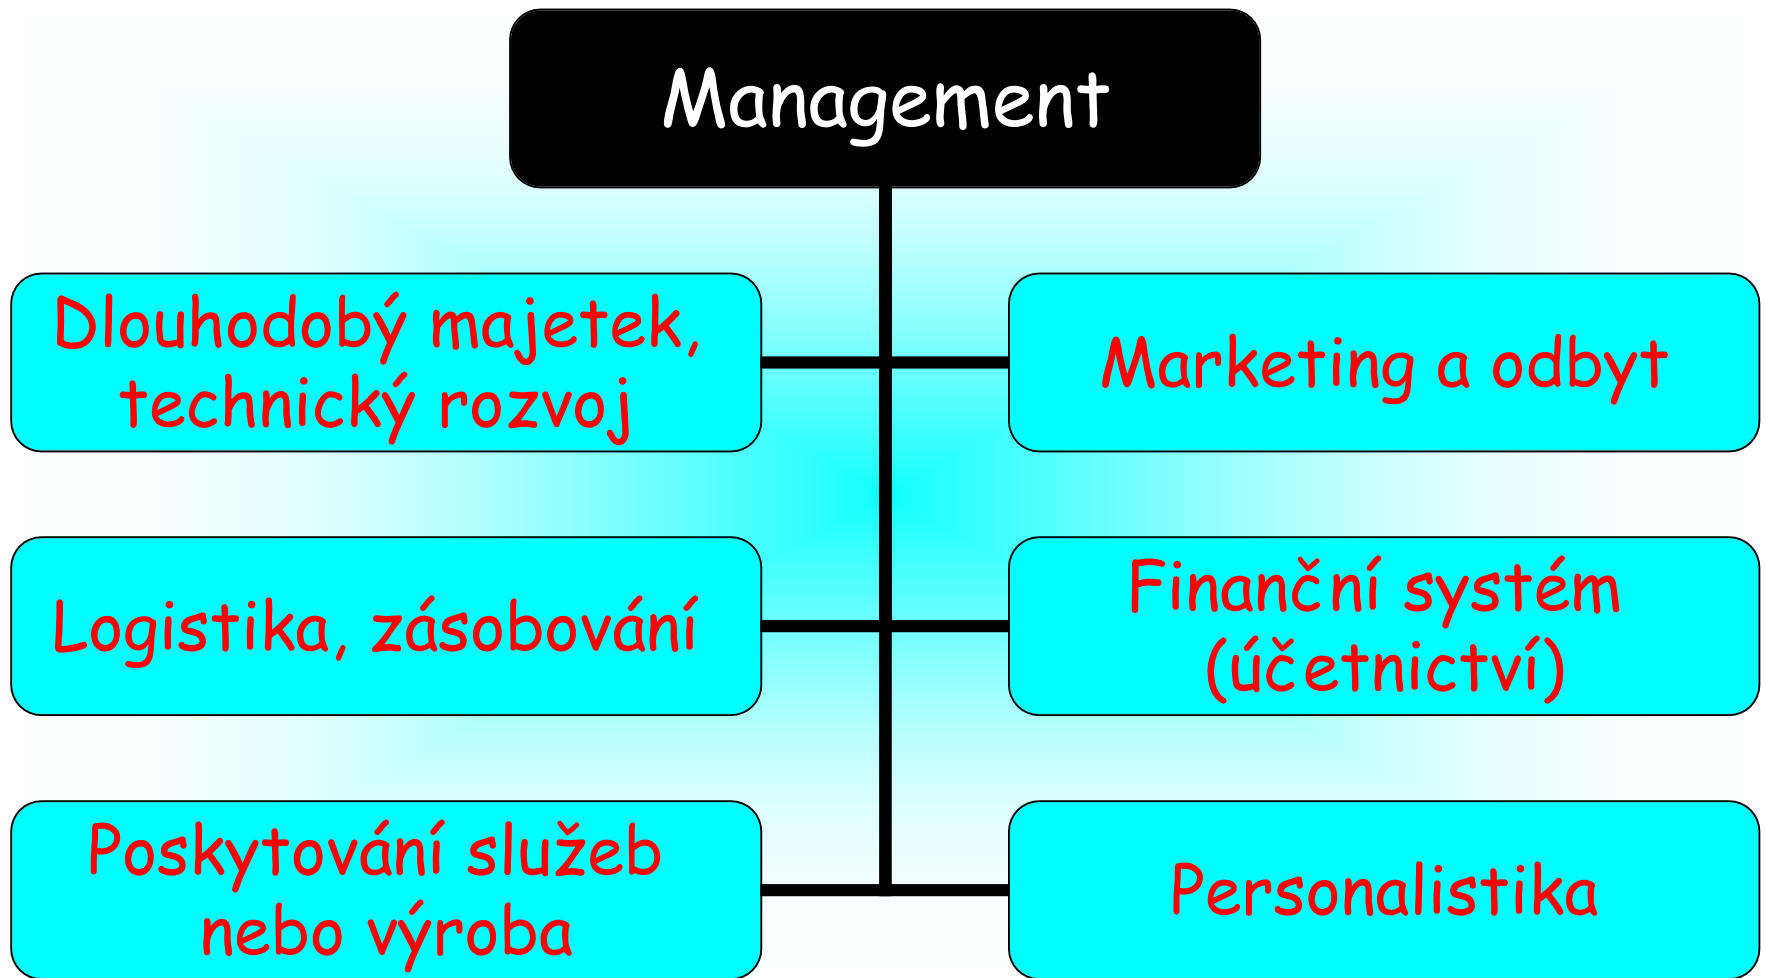 Management
Dlouhodobý majetek,
technický rozvoj
Marketing a odbyt
Logistika, zásobování
Finanční systém
(účetnictví)
Poskytování služeb
nebo výroba
Personalistika